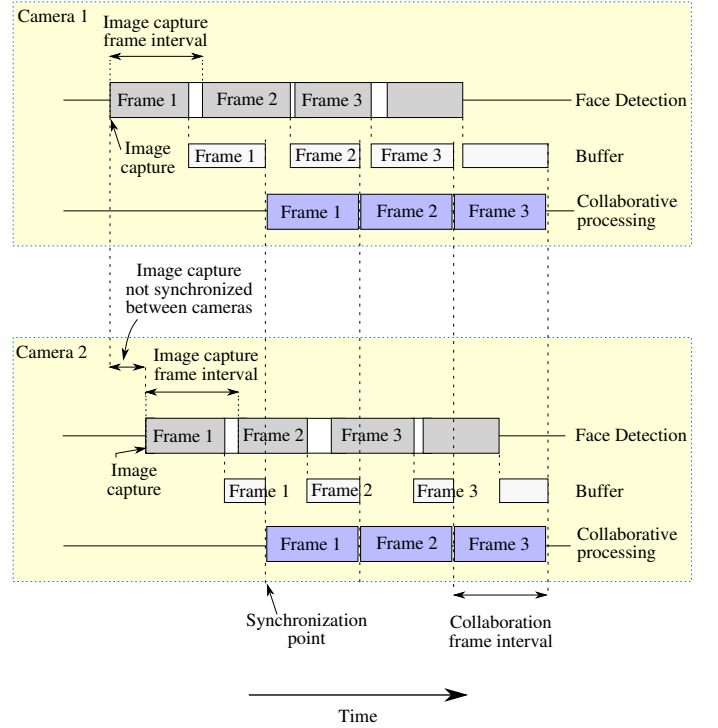 Camera 1
Image capture
frame interval
Frame 1
Frame 2
Frame 3
Face Detection
Image
capture
Frame 1
Frame 2
Frame 3
Buffer
Frame 1
Frame 2
Frame 3
Collaborative
processing
Image capture
not synchronized
between cameras
Camera 2
Image capture
frame interval
Frame 1
Frame 2
Frame 3
Face Detection
Image
capture
Frame 1
Frame 2
Frame 3
Buffer
Frame 1
Frame 2
Frame 3
Collaborative
processing
Synchronization
point
Collaboration
frame interval
Time